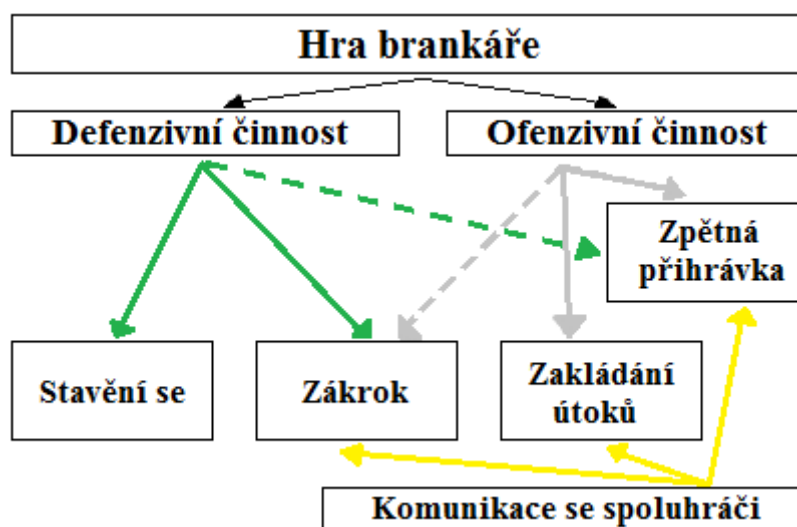 Hra brankáře
Defenzivní činnost
Ofenzivní činnost
Zpětná
přihrávka
Stavění se
Zákrok
Zakládání
útoků
Komunikace se spoluhráči